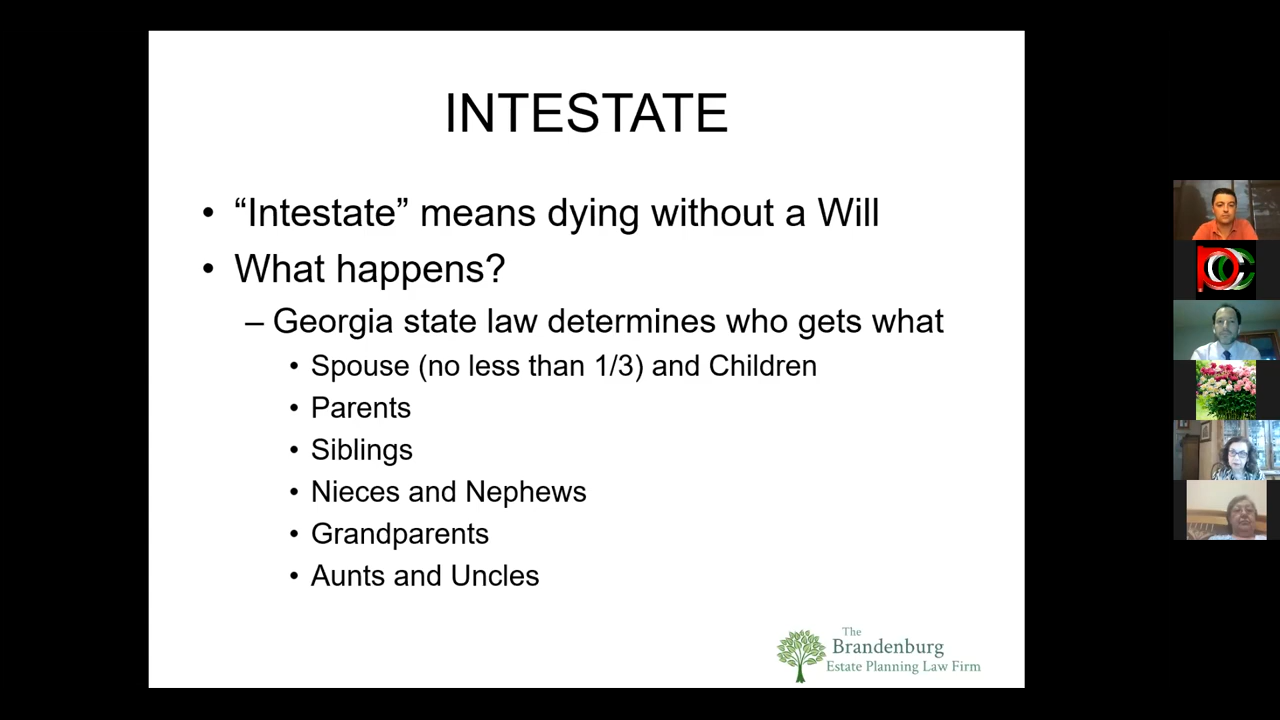 INTESTATE
• “Intestate” means dying without a Will
• What happens?
– Georgia state law determines who gets what
• Spouse (no less than 1/3) and Children
• Parents
• Siblings
• Nieces and Nephews
• Grandparents
• Aunts and Uncles
The
Brandenburg
Estate Planning Law Firm